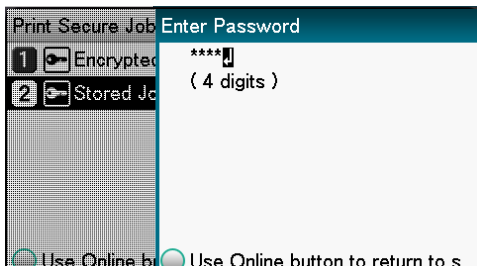 Print Secure Job
1 Encrypted
2 Stored Jo
Use Online bu
Enter Password
****
( 4 digits )
Use Online button to return to s